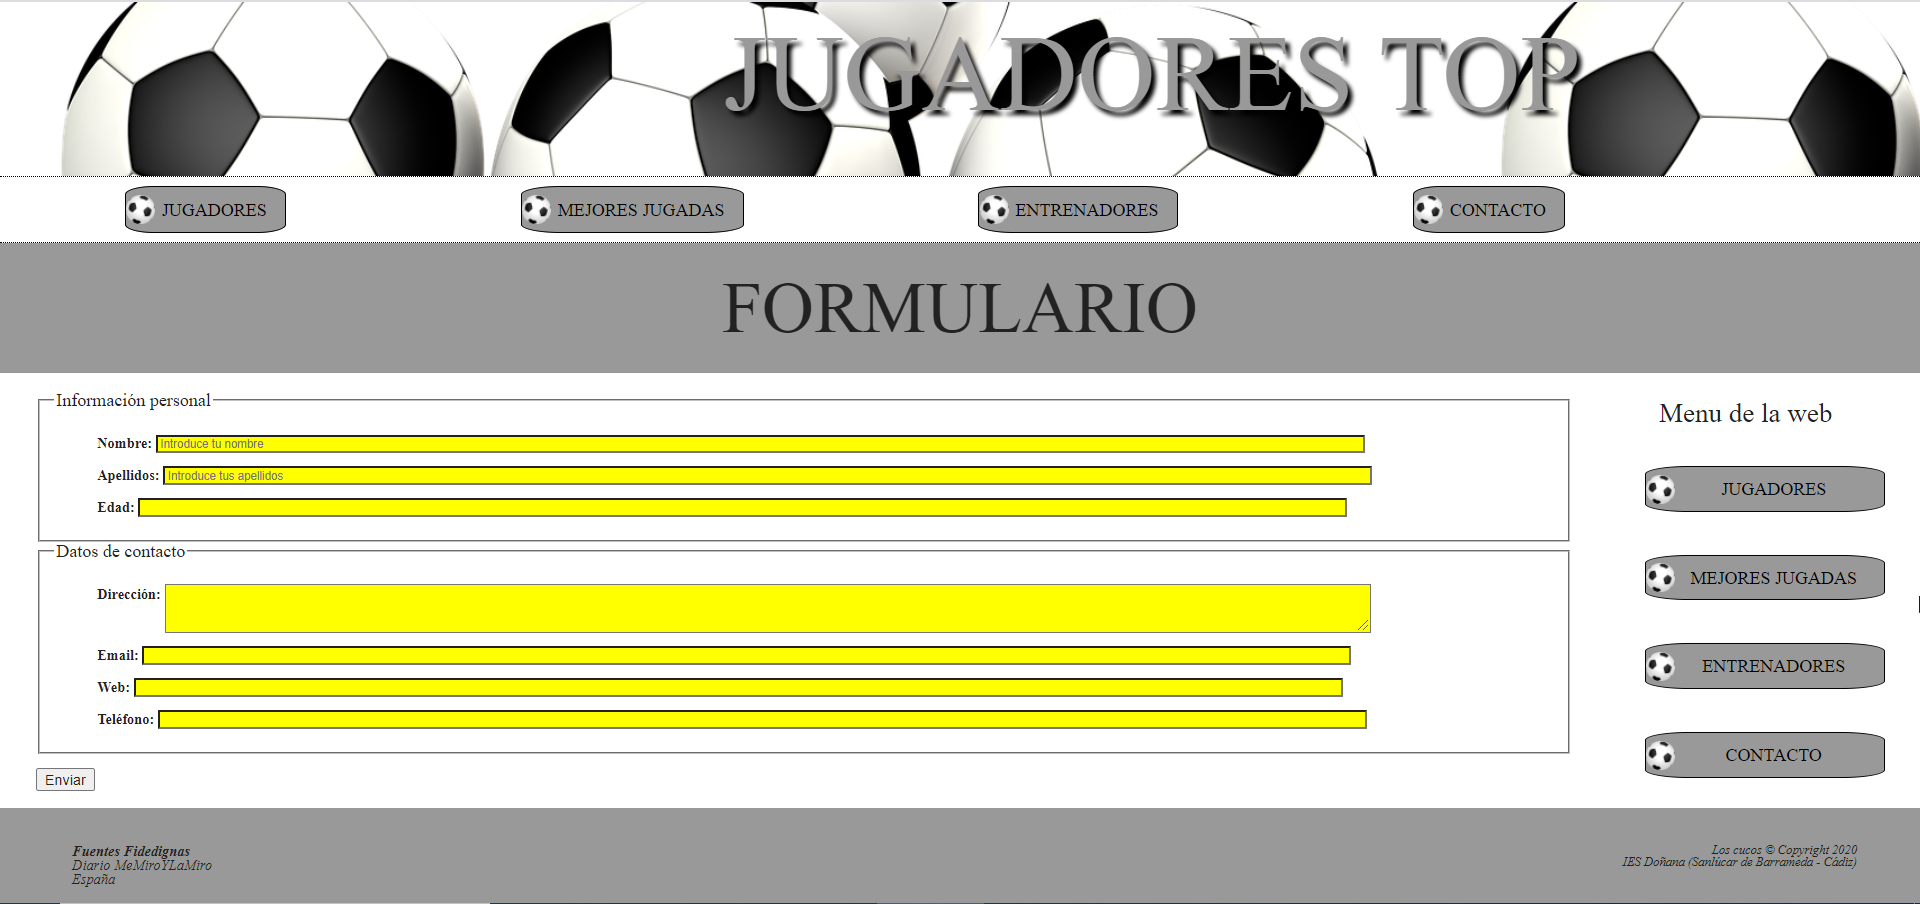 JUGADORES TOP
JUGADORES
MEJORES JUGADAS
ENTRENADORES
CONTACTO
FORMULARIO
Información personal
Nombre: Introduce tu nombre
Apellidos: Introduce tus apellidos
Edad:
Datos de contacto
Dirección:
Email:
Web:
Teléfono:
Enviar
Menu de la web
JUGADORES
MEJORES JUGADAS
ENTRENADORES
CONTACTO
Fuentes Fidedignas
Diario MeMiroYLaMiro
España
Los cucos © Copyright 2020
IES Doñana (Sanlúcar de Barrameda - Cádiz)